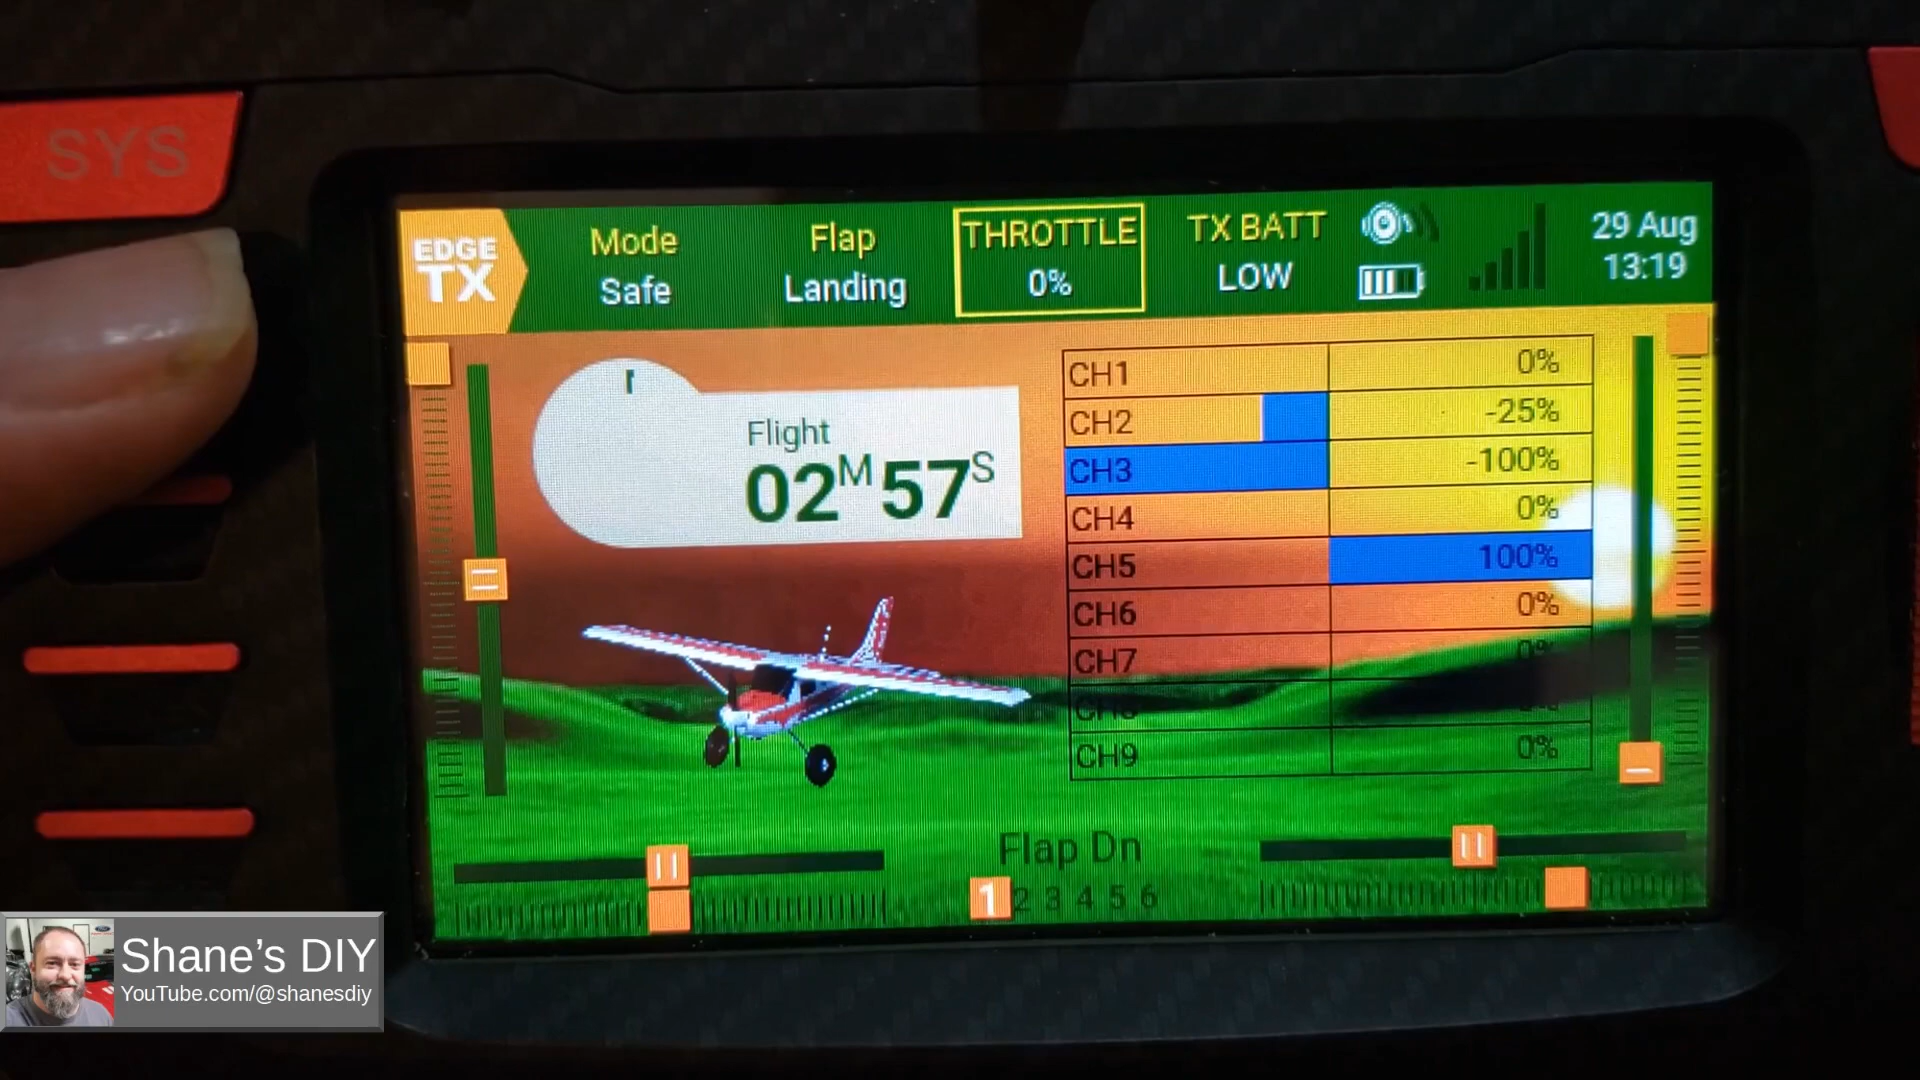 SYS
EDGE
TX
Mode
Safe
Flap
Landing
THROTTLE
0%
TX BATT
LOW
29 Aug
13:19
Flight
02M57S
CH1 0%
CH2 -25%
CH3 -100%
CH4 0%
CH5 100%
CH6 0%
CH7 0%
CH8
CH9 0%
Flap Dn
1 2 3 4 5 6
Shane's DIY
YouTube.com/@shanesdiy